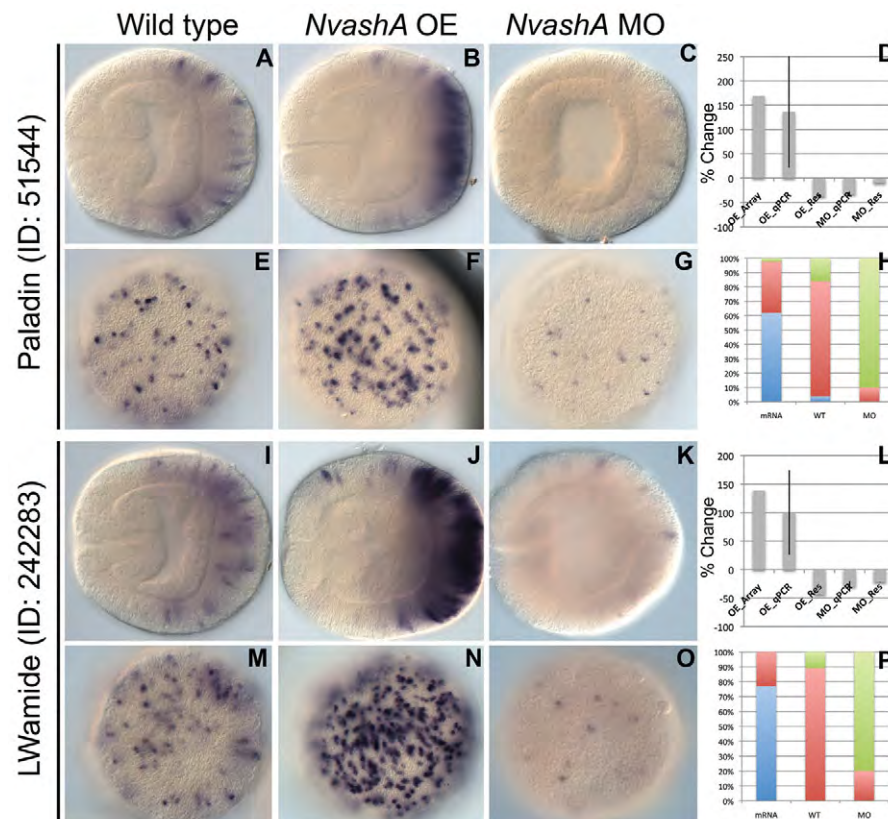 Wild type
NvashA OE
NvashA MO
Paladin (ID: 51544)
A
B
C
D
% Change
250
200
150
100
50
0
-50
-100
OE_Array
OE_qPCR
OE_Res
MO_qPCR
MO_Res
E
F
G
H
100%
90%
80%
70%
60%
50%
40%
30%
20%
10%
0%
mRNA
WT
MO
LWamide (ID: 242283)
I
J
K
L
% Change
200
150
100
50
0
-50
-100
OE_Array
OE_qPCR
OE_Res
MO_qPCR
MO_Res
M
N
O
P
100%
90%
80%
70%
60%
50%
40%
30%
20%
10%
0%
mRNA
WT
MO